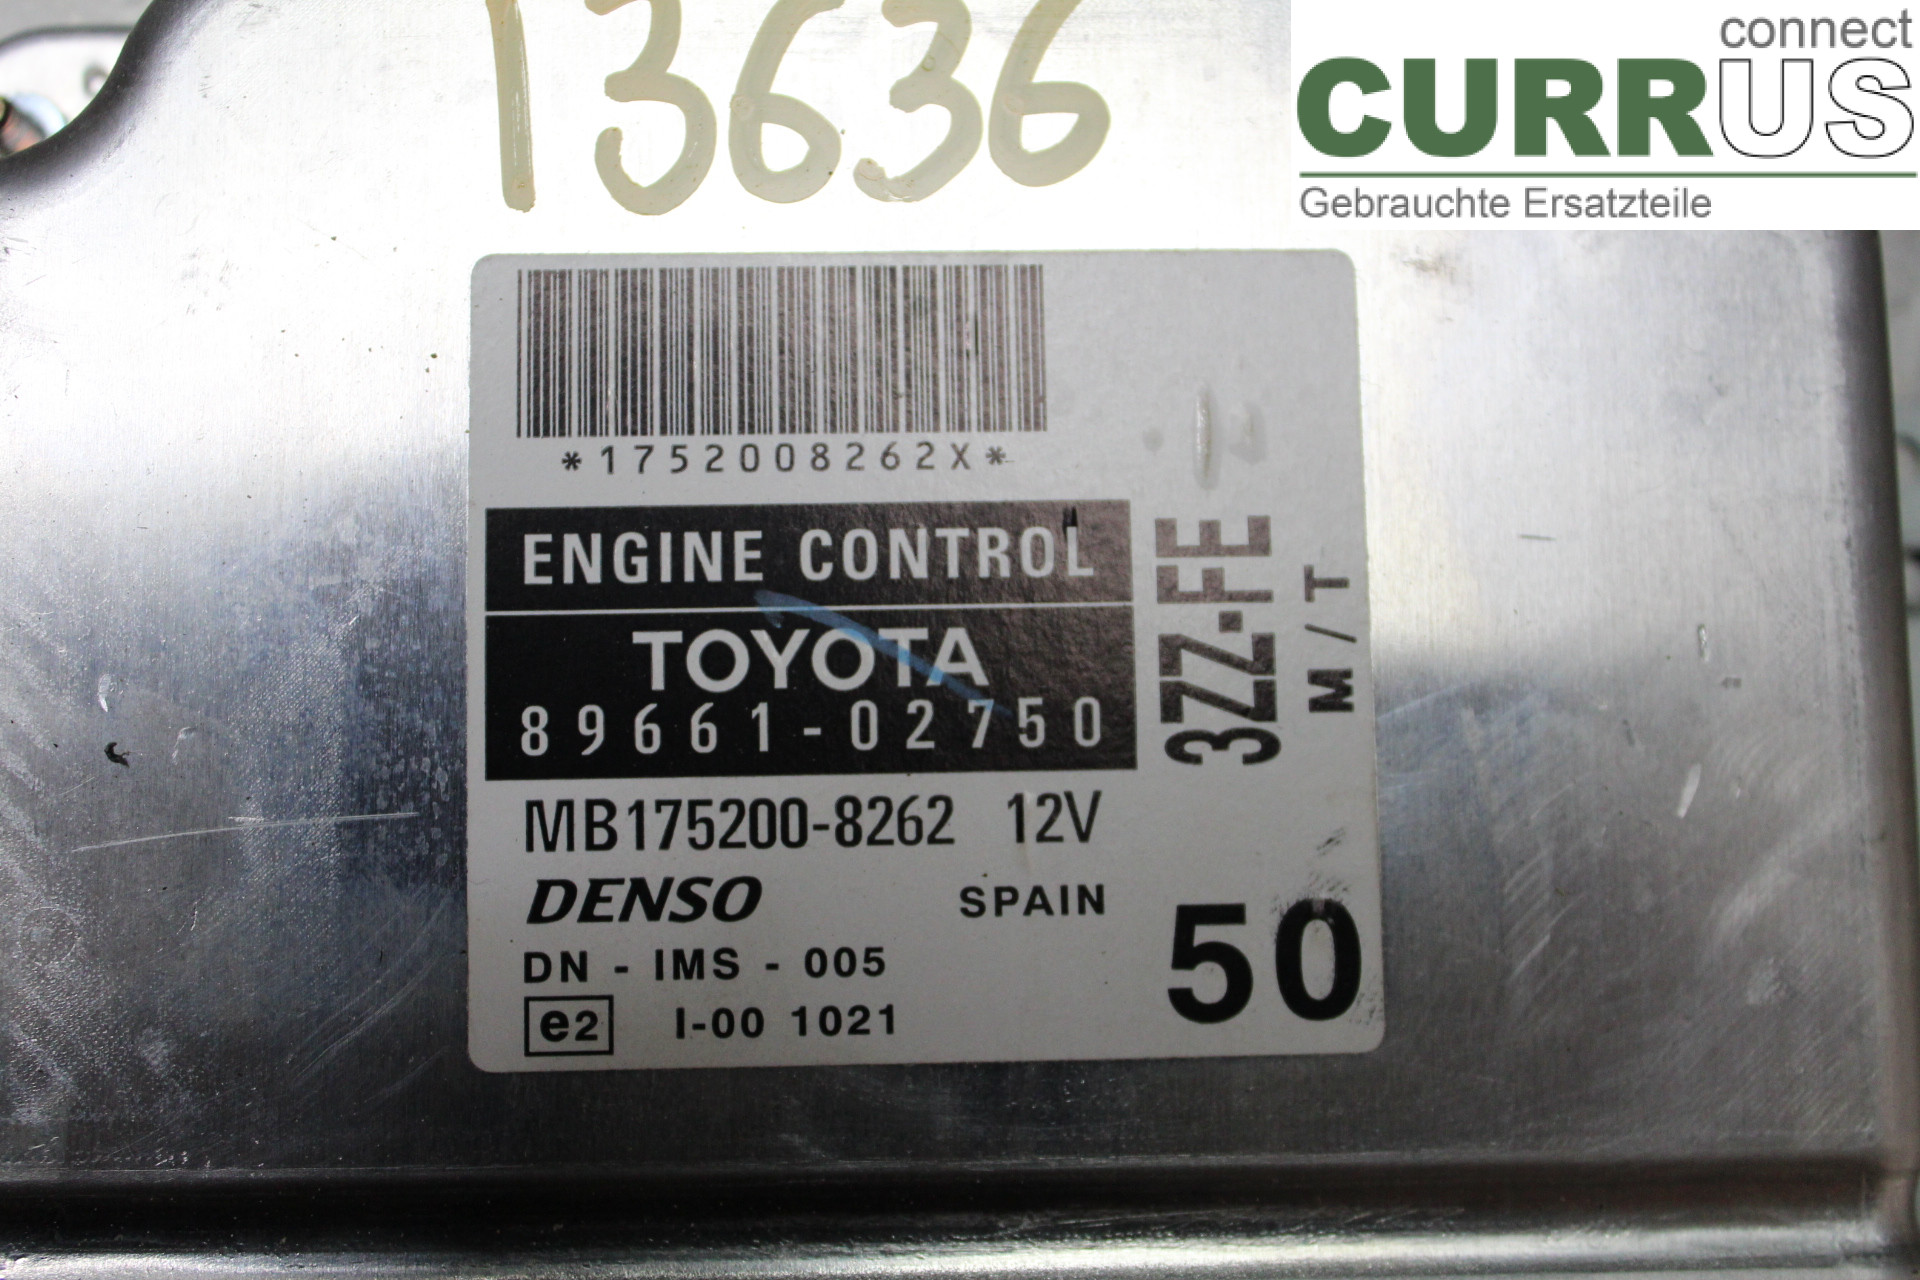 13636
connect
CURRUS
Gebrauchte Ersatzteile
*1752008262X*
ENGINE CONTROL
TOYOTA
89661-02750
3ZZ-FE
M/T
MB175200-8262 12V
DENSO SPAIN
DN - IMS - 005
e2 I-00 1021
50